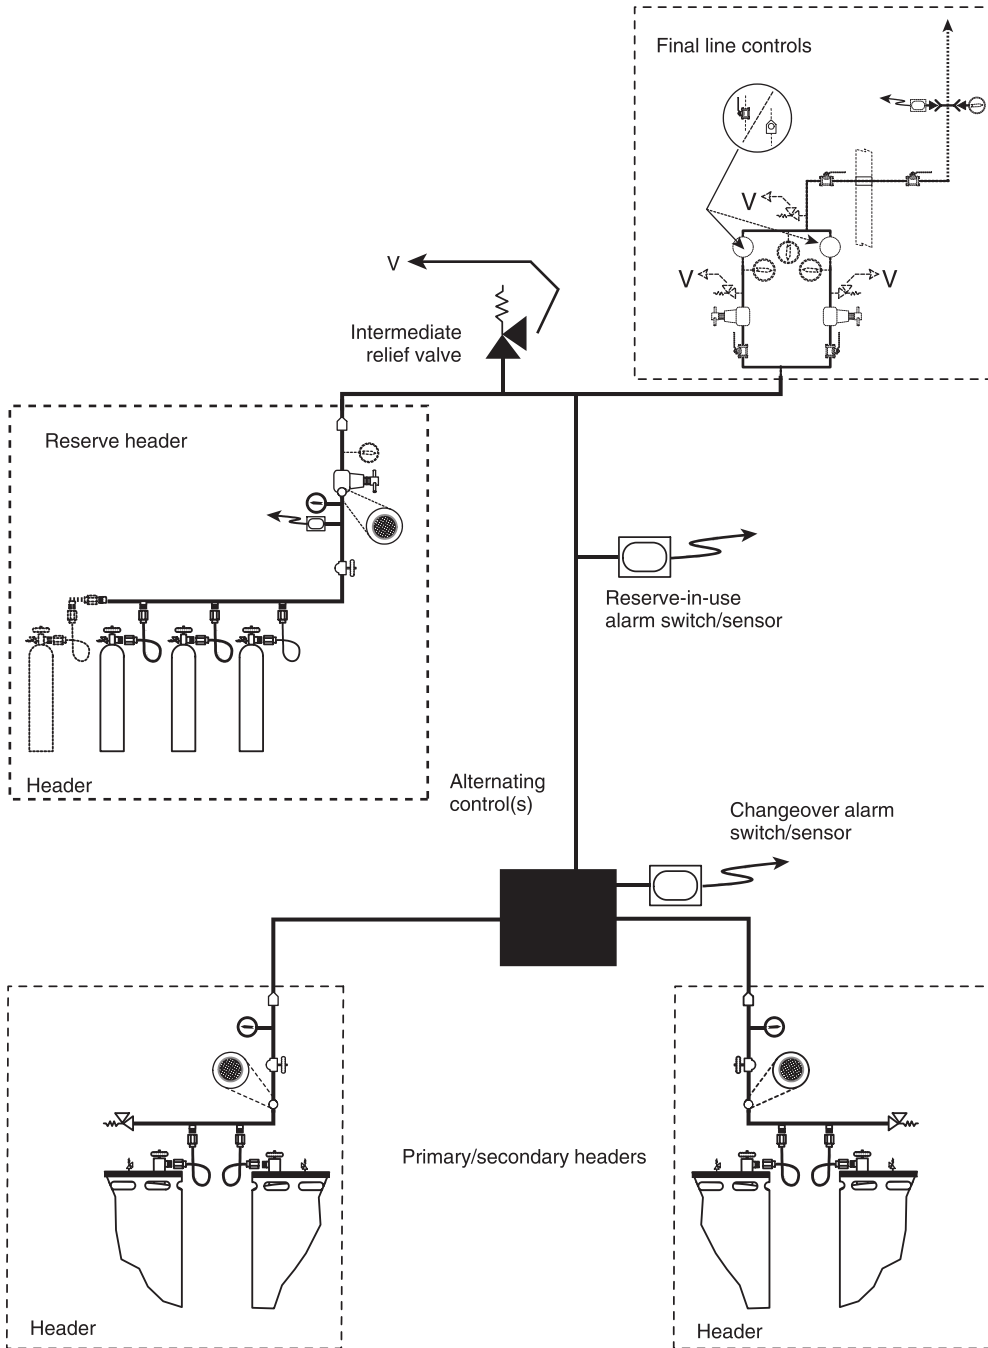 Final line controls
V
V
V
V
Intermediate
relief valve
Reserve header
Reserve-in-use
alarm switch/sensor
Header
Alternating
control(s)
Changeover alarm
switch/sensor
Primary/secondary headers
Header
Header